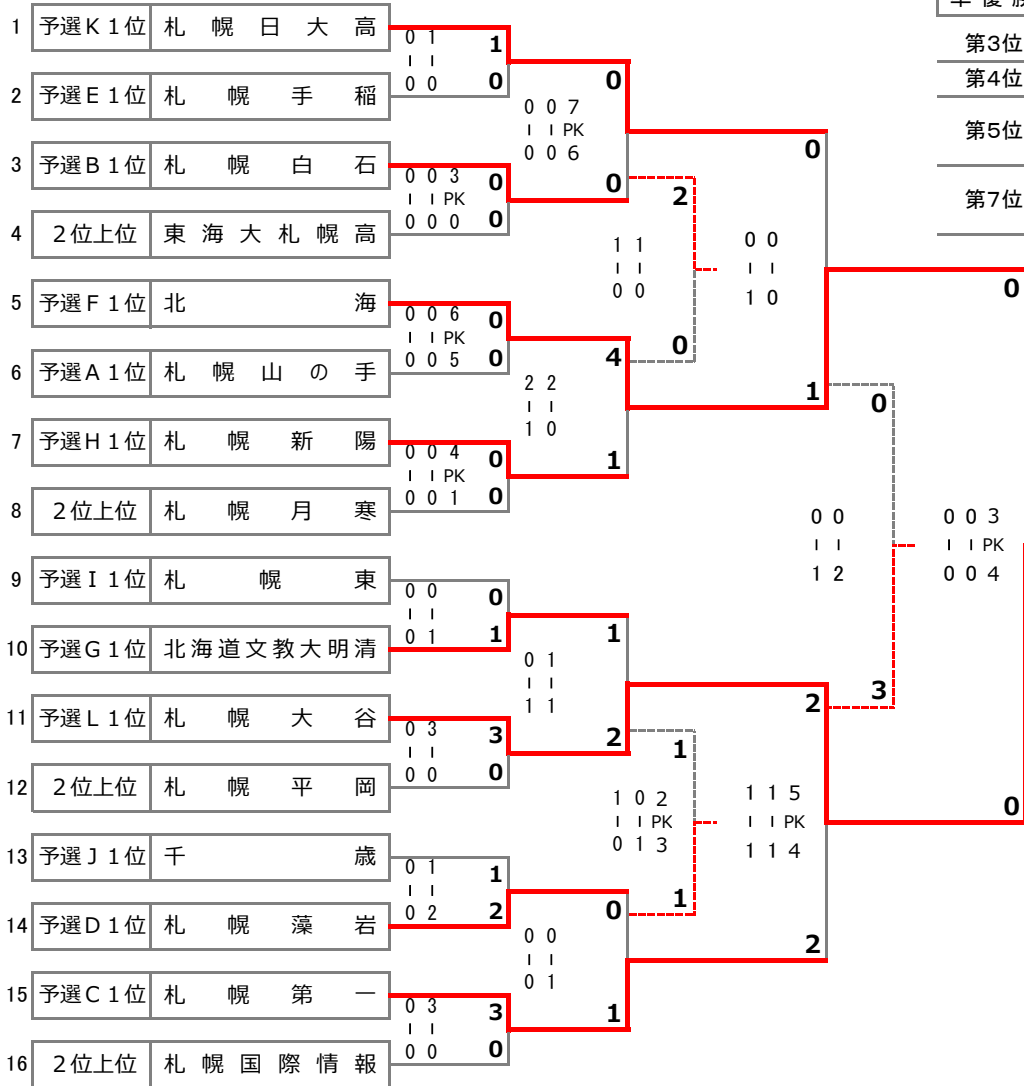 準優勝
第3位
第4位
第5位
第7位
1 予選K1位 札幌日大高
0 1
I I
0 0
1
0
2 予選E1位 札幌手稲
3 予選B1位 札幌白石
0 0 3
I I PK
0 0 0
0
0
4 2位上位 東海大札幌高
5 予選F1位 北海
0 0 6
I I PK
0 0 5
0
0
6 予選A1位 札幌山の手
7 予選H1位 札幌新陽
0 0 4
I I PK
0 0 1
0
0
8 2位上位 札幌月寒
9 予選I1位 札幌東
0 0
I I
0 1
0
1
10 予選G1位 北海道文教大明清
11 予選L1位 札幌大谷
0 3
I I
0 0
3
0
12 2位上位 札幌平岡
13 予選J1位 千歳
0 1
I I
0 2
1
2
14 予選D1位 札幌藻岩
15 予選C1位 札幌第一
0 3
I I
0 0
3
0
16 2位上位 札幌国際情報
0
0 0 7
I I PK
0 0 6
0
4
2 2
I I
1 0
1
1
0 1
I I
1 1
2
0
0 0
I I
0 1
1
2
1 1
I I
0 0
0
1
1 0 2
I I PK
0 1 3
1
0
0 0
I I
1 0
1
2
1 1 5
I I PK
1 1 4
2
0
0 0
I I
1 2
3
0
0 0 3
I I PK
0 0 4
0